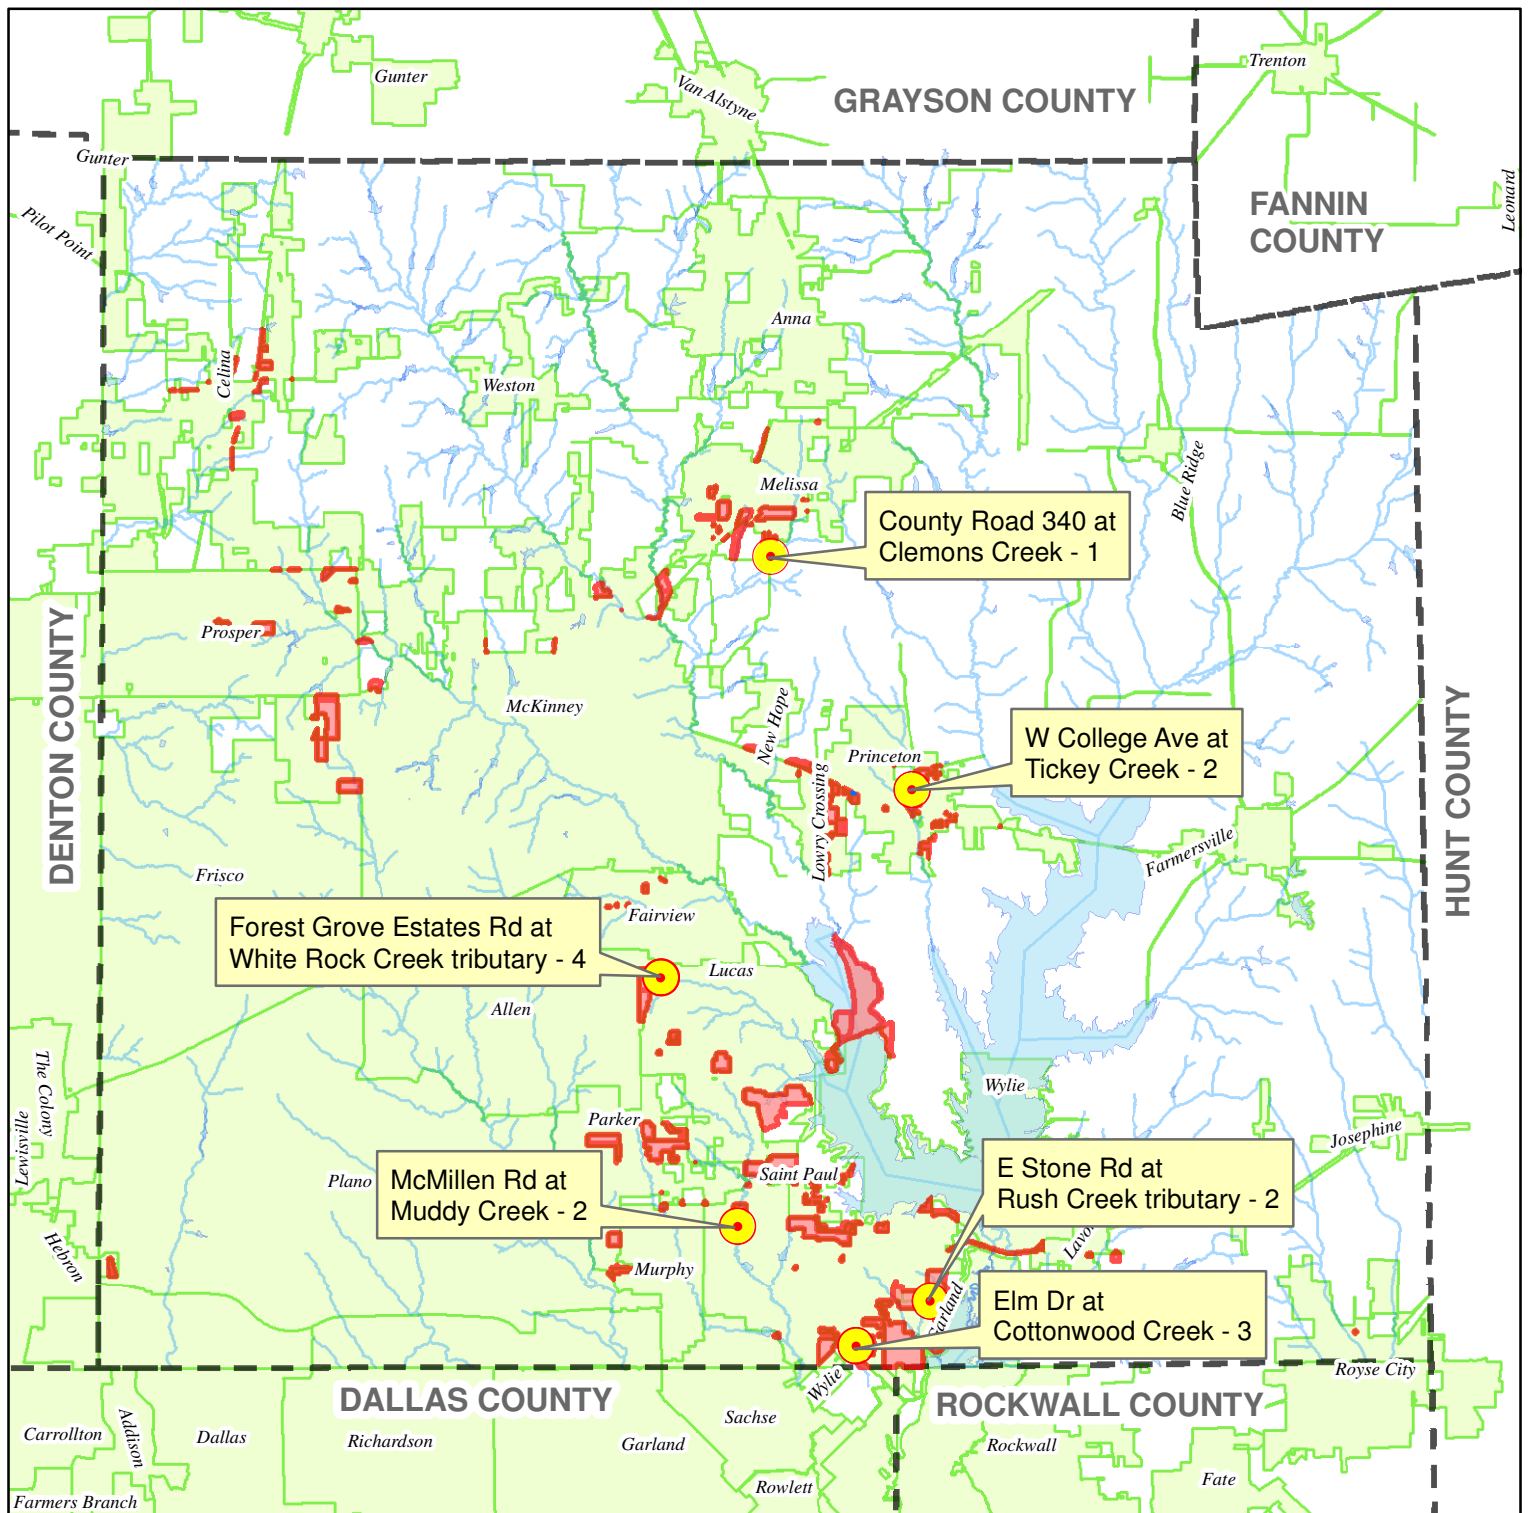 Gunter
Van Alstyne
GRAYSON COUNTY
Trenton
Gunter
Pilot Point
FANNIN
COUNTY
Leonard
Anna
Celina
Weston
Blue Ridge
Melissa
County Road 340 at
Clemons Creek - 1
Prosper
DENTON COUNTY
McKinney
New Hope
Princeton
W College Ave at
Tickey Creek - 2
HUNT COUNTY
Lowry Crossing
Farmersville
Frisco
Forest Grove Estates Rd at
White Rock Creek tributary - 4
Fairview
Lucas
Allen
The Colony
Lewisville
Wylie
Parker
Josephine
Saint Paul
Plano
McMillen Rd at
Muddy Creek - 2
E Stone Rd at
Rush Creek tributary - 2
Hebron
Murphy
Elm Dr at
Cottonwood Creek - 3
Wylie
Royse City
DALLAS COUNTY
ROCKWALL COUNTY
Carrollton
Addison
Dallas
Richardson
Garland
Sachse
Rockwall
Rowlett
Fate
Farmers Branch